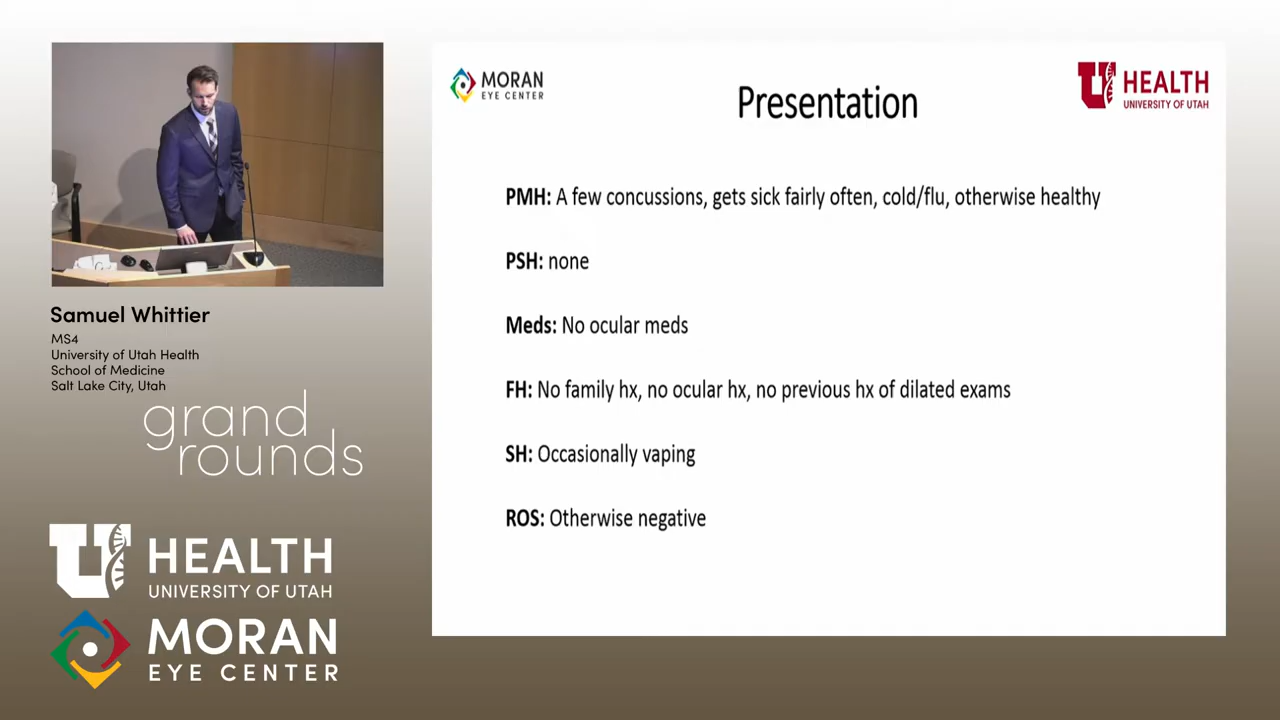 Samuel Whittier
MS4
University of Utah Health
School of Medicine
Salt Lake City, Utah
grand
rounds
U HEALTH
UNIVERSITY OF UTAH
MORAN
EYE CENTER
MORAN
EYE CENTER
Presentation
U HEALTH
UNIVERSITY OF UTAH
PMH: A few concussions, gets sick fairly often, cold/flu, otherwise healthy
PSH: none
Meds: No ocular meds
FH: No family hx, no ocular hx, no previous hx of dilated exams
SH: Occasionally vaping
ROS: Otherwise negative